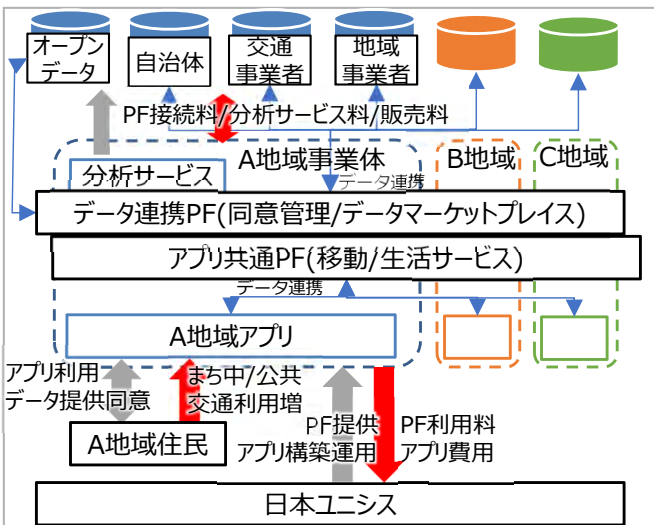 オープン
データ
自治体
交通
事業者
地域
事業者
PF接続料/分析サービス料/販売料
A地域事業体
B地域
C地域
分析サービス
データ連携
データ連携PF(同意管理/データマーケットプレイス)
アプリ共通PF(移動/生活サービス)
データ連携
A地域アプリ
アプリ利用
データ提供同意
まち中/公共
交通利用増
PF提供
アプリ構築運用
PF利用料
アプリ費用
A地域住民
日本ユニシス